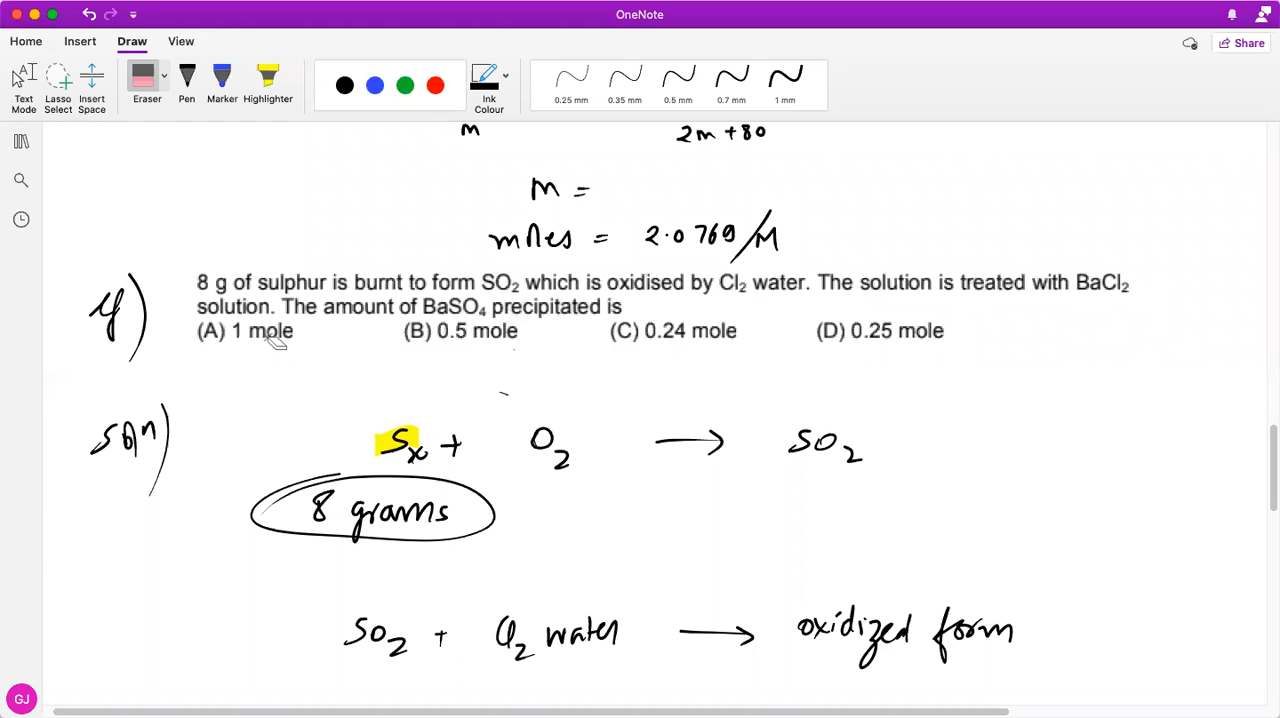 OneNote
Home Insert Draw View
Share
Text Mode
Lasso Select
Insert Space
Eraser
Pen
Marker
Highlighter
Ink Colour
0.25 mm 0.35 mm 0.5 mm 0.7 mm 1 mm
m 2m + 80
M =
moles = 2.0769/M
8 g of sulphur is burnt to form SO₂ which is oxidised by Cl₂ water. The solution is treated with BaCl₂
solution. The amount of BaSO₄ precipitated is
(A) 1 mole (B) 0.5 mole (C) 0.24 mole (D) 0.25 mole
Sx + O₂ → SO₂
8 grams
SO₂ + Cl₂ water → oxidized form
GJ